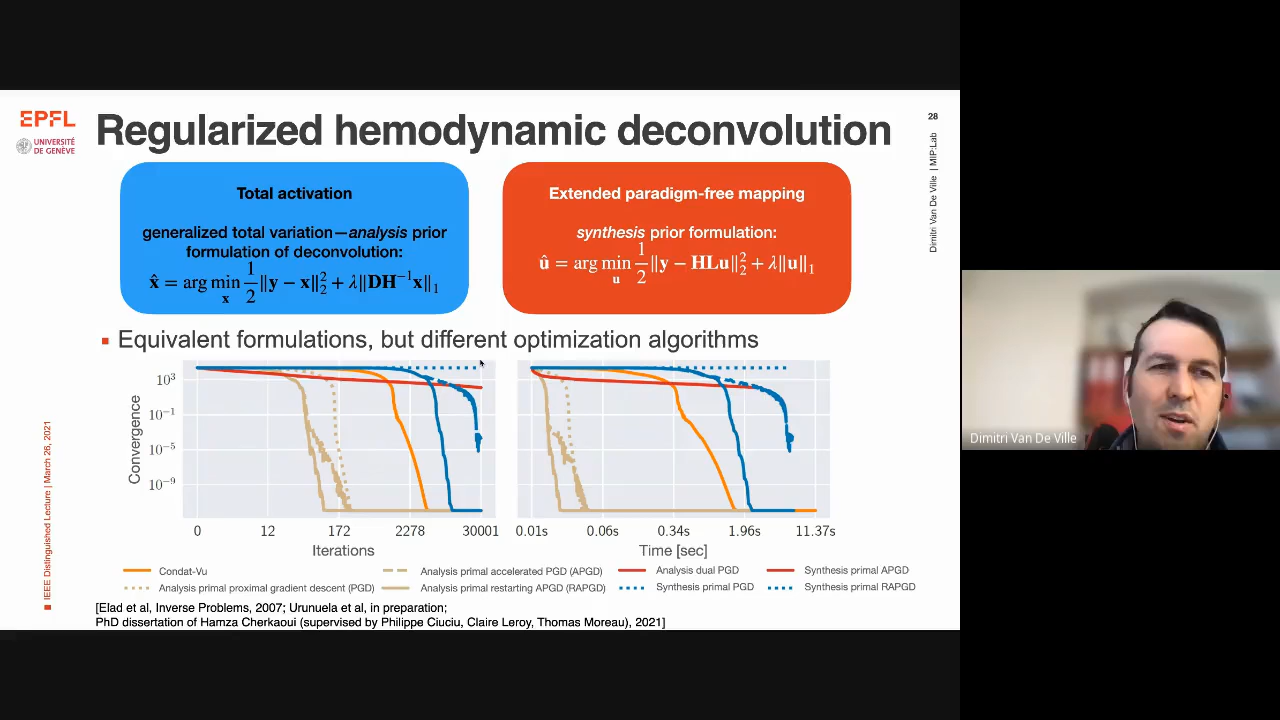 EPFL
UNIVERSITÉ
DE GENÈVE
Regularized hemodynamic deconvolution
28
Dimitri Van De Ville | MIP:Lab
Total activation
generalized total variation—analysis prior
formulation of deconvolution:
x̂ = arg min_x 1/2 ‖y − x‖₂² + λ‖DH⁻¹x‖₁
Extended paradigm-free mapping
synthesis prior formulation:
û = arg min_u 1/2 ‖y − HLu‖₂² + λ‖u‖₁
▪ Equivalent formulations, but different optimization algorithms
Convergence
10³
10⁻¹
10⁻⁵
10⁻⁹
0 12 172 2278 30001
Iterations
0.01s 0.06s 0.34s 1.96s 11.37s
Time [sec]
Condat-Vu
Analysis primal proximal gradient descent (PGD)
Analysis primal accelerated PGD (APGD)
Analysis primal restarting APGD (RAPGD)
Analysis dual PGD
Synthesis primal PGD
Synthesis primal APGD
Synthesis primal RAPGD
[Elad et al, Inverse Problems, 2007; Urunuela et al, in preparation;
PhD dissertation of Hamza Cherkaoui (supervised by Philippe Ciuciu, Claire Leroy, Thomas Moreau), 2021]
■ IEEE Distinguished Lecture | March 26, 2021
Dimitri Van De Ville